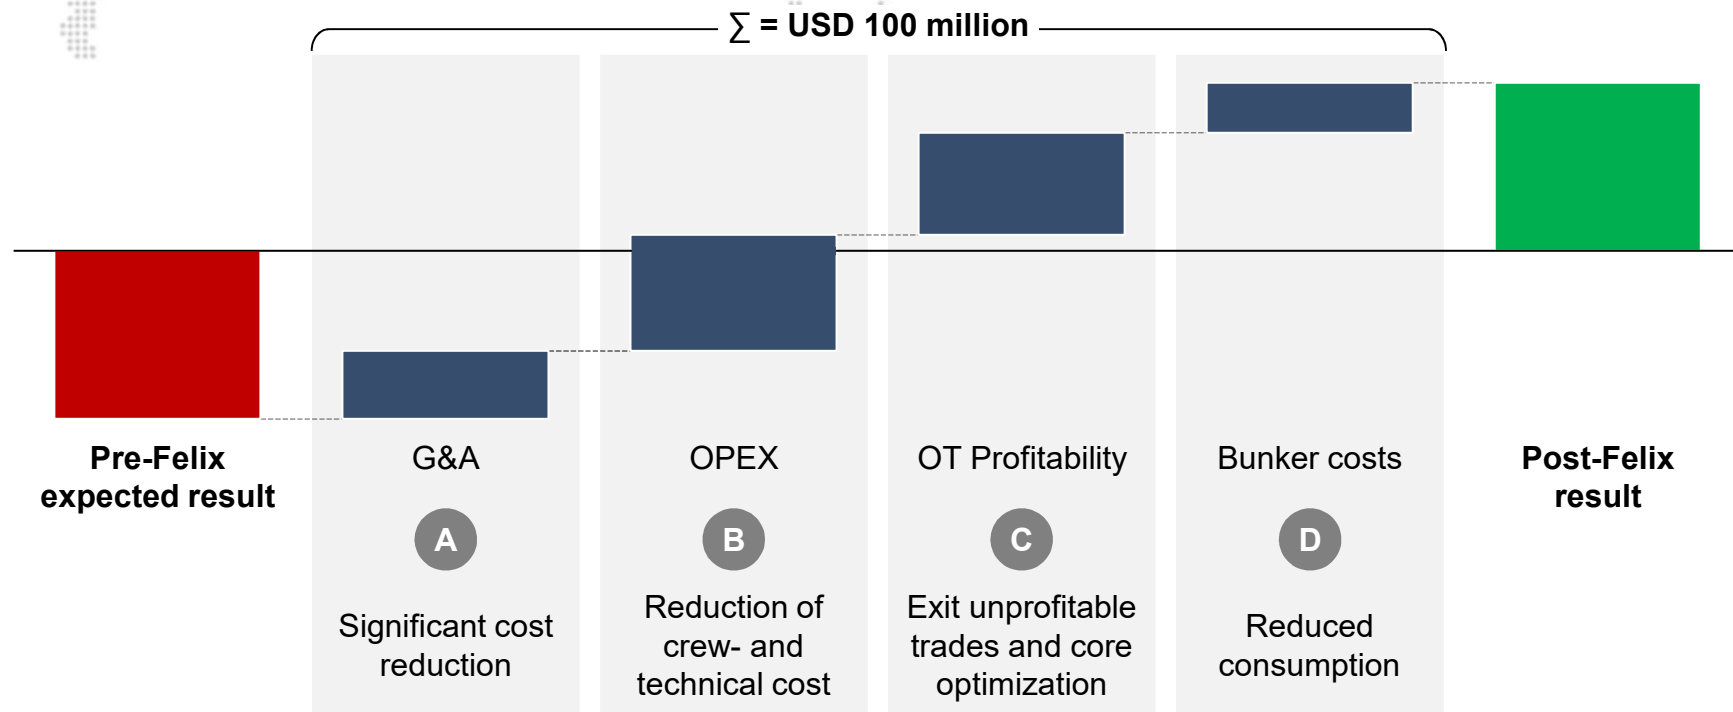 ∑ = USD 100 million
Pre-Felix
expected result
G&A
A
Significant cost
reduction
OPEX
B
Reduction of
crew- and
technical cost
OT Profitability
C
Exit unprofitable
trades and core
optimization
Bunker costs
D
Reduced
consumption
Post-Felix
result